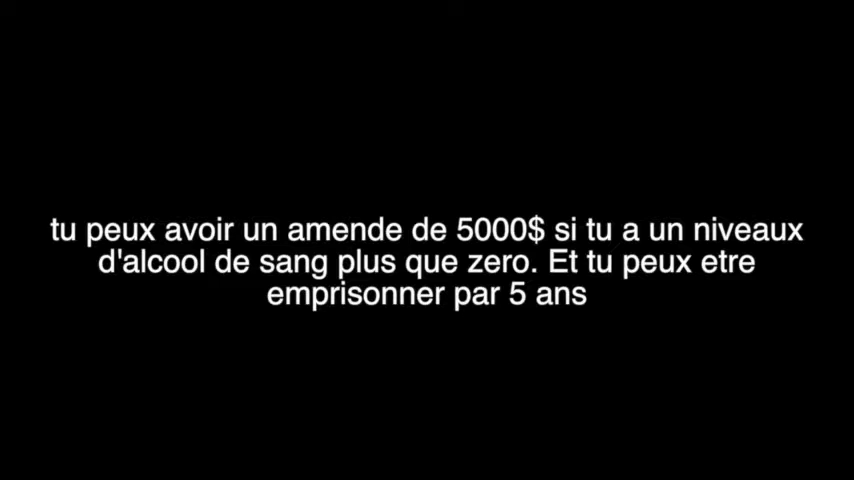 tu peux avoir un amende de 5000$ si tu a un niveaux
d'alcool de sang plus que zero. Et tu peux etre
emprisonner par 5 ans